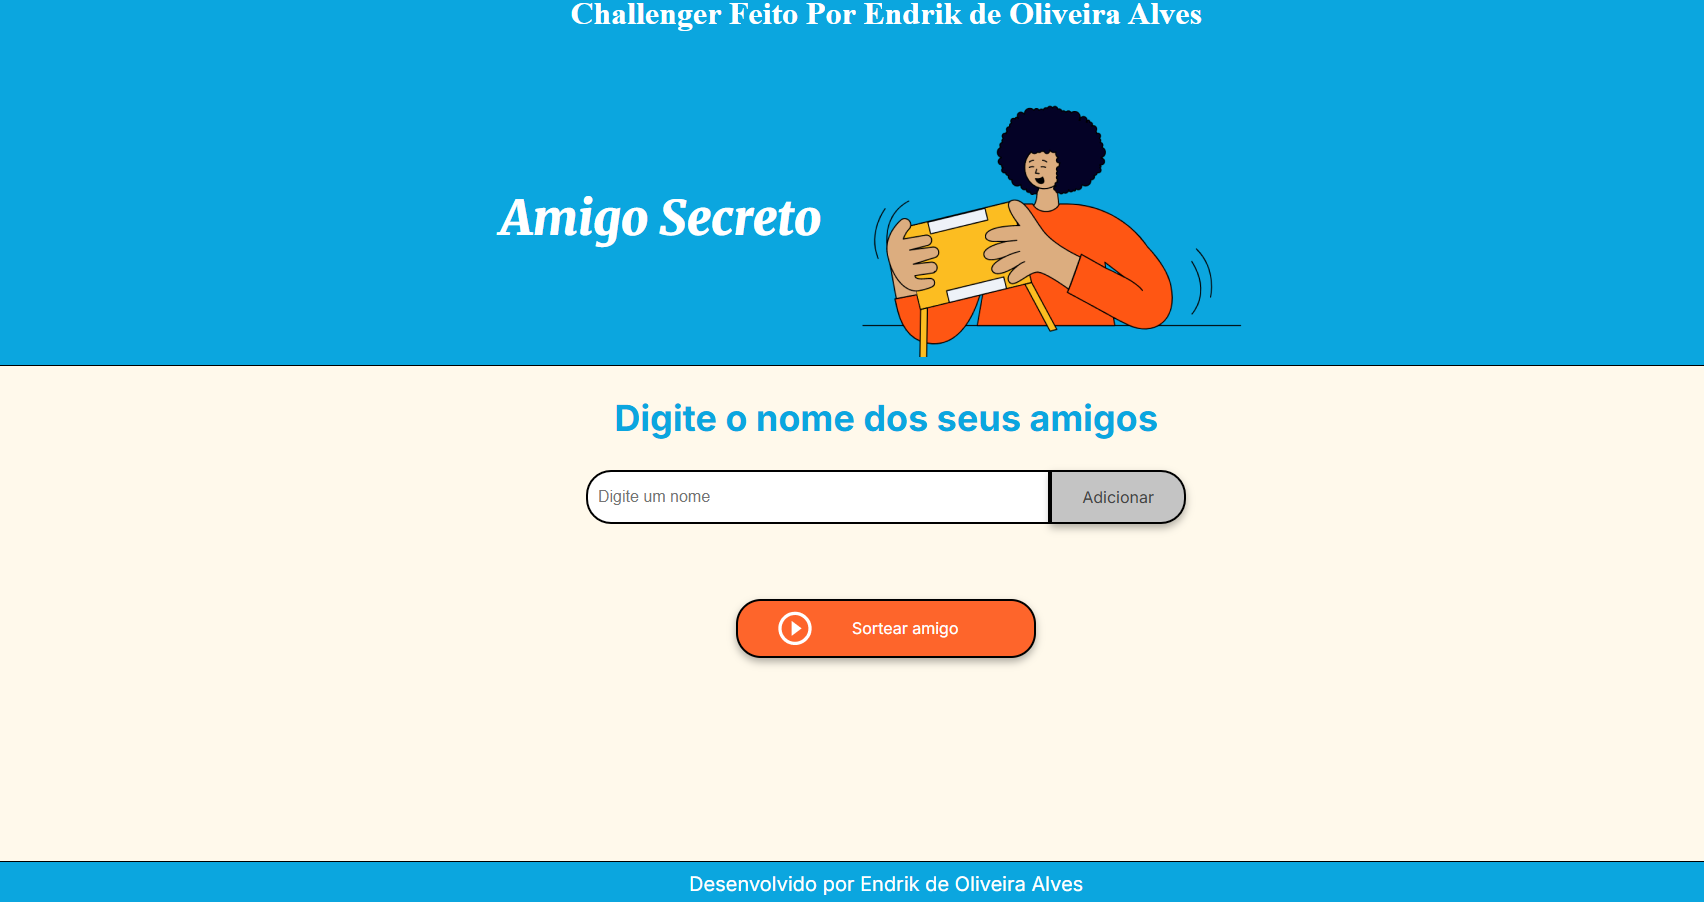 Challenger Feito Por Endrik de Oliveira Alves
Amigo Secreto
Digite o nome dos seus amigos
Digite um nome
Adicionar
Sortear amigo
Desenvolvido por Endrik de Oliveira Alves